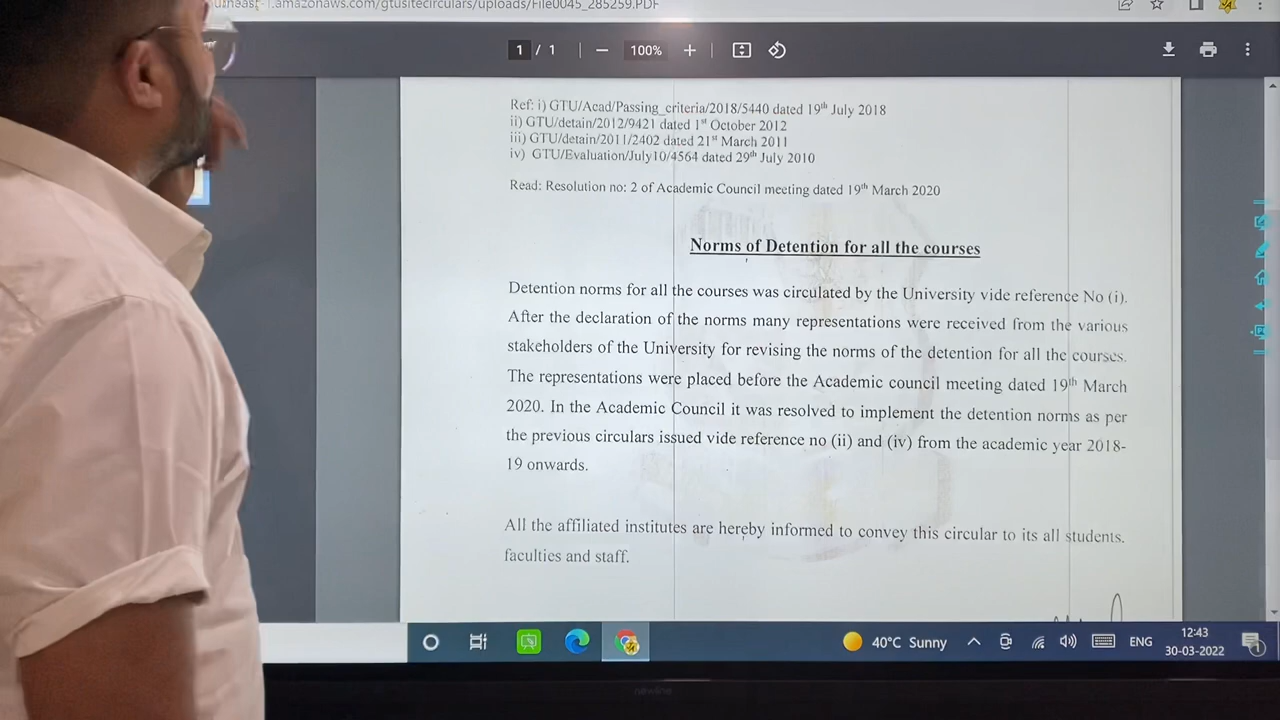 1.amazonaws.com/gtusitecirculars/uploads/File0045_285259.PDF
1 / 1 | — 100% + |
Ref: i) GTU/Acad/Passing_criteria/2018/5440 dated 19th July 2018
ii) GTU/detain/2012/9421 dated 1st October 2012
iii) GTU/detain/2011/2402 dated 21st March 2011
iv) GTU/Evaluation/July10/4564 dated 29th July 2010
Read: Resolution no: 2 of Academic Council meeting dated 19th March 2020
Norms of Detention for all the courses
Detention norms for all the courses was circulated by the University vide reference No (i).
After the declaration of the norms many representations were received from the various
stakeholders of the University for revising the norms of the detention for all the courses.
The representations were placed before the Academic council meeting dated 19th March
2020. In the Academic Council it was resolved to implement the detention norms as per
the previous circulars issued vide reference no (ii) and (iv) from the academic year 2018-
19 onwards.
All the affiliated institutes are hereby informed to convey this circular to its all students.
faculties and staff.
40°C Sunny
ENG
12:43
30-03-2022
1
newline